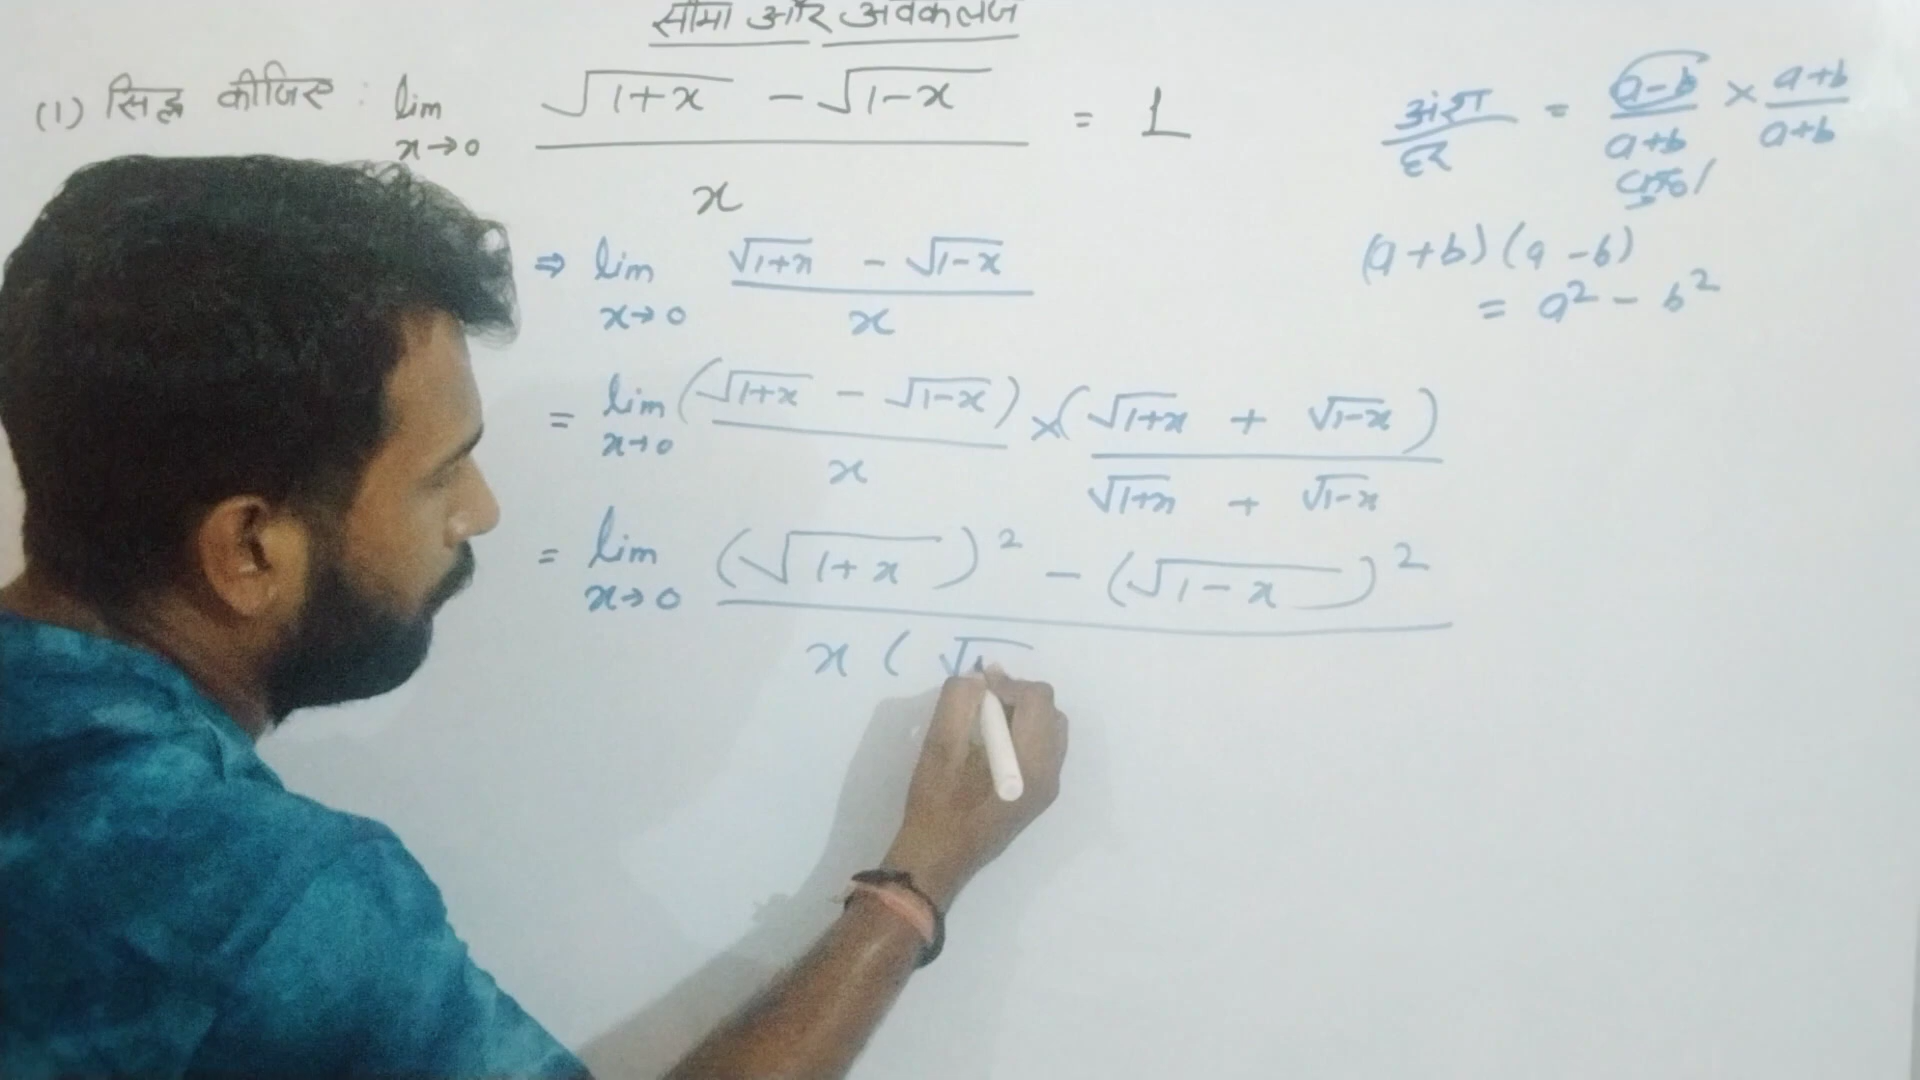 सीमा और अवकलज
(1) सिद्ध कीजिए : lim x→0 (√1+x − √1−x) / x = 1
⇒ lim x→0 (√1+x − √1−x) / x
= lim x→0 (√1+x − √1−x) / x × (√1+x + √1−x) / √1+x + √1−x
= lim x→0 (√1+x)² − (√1−x)² / x ( √1
अंश / हर = a−b / a+b × a+b / a+b
(a+b) (a−b)
= a² − b²